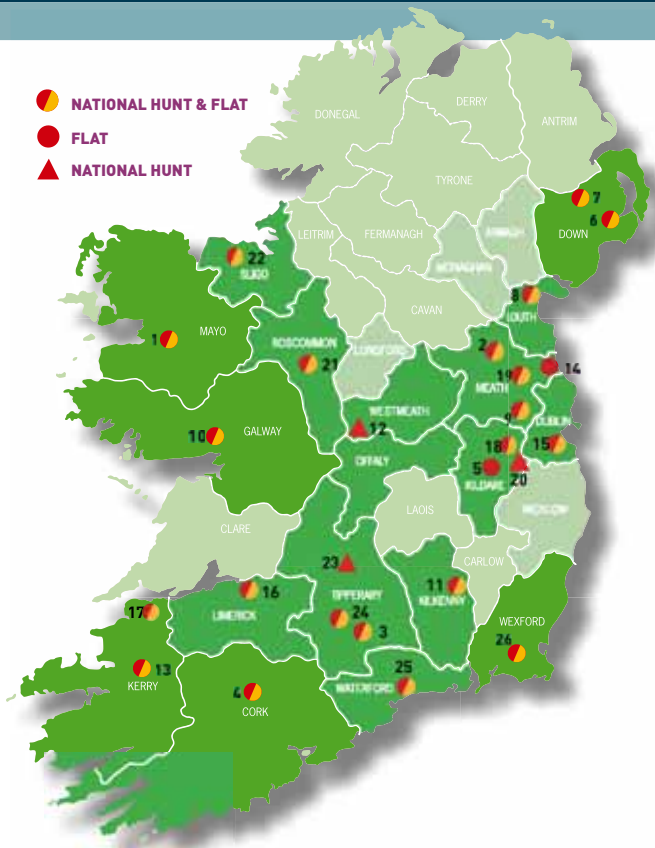 NATIONAL HUNT & FLAT
FLAT
NATIONAL HUNT
DONEGAL
DERRY
ANTRIM
TYRONE
7
6
DOWN
LEITRIM
FERMANAGH
ARMAGH
MONAGHAN
22
SLIGO
CAVAN
8
LOUTH
1
MAYO
ROSCOMMON
21
LONGFORD
2
19
MEATH
14
10
GALWAY
WESTMEATH
12
9
DUBLIN
OFFALY
18
15
5
KILDARE
20
WICKLOW
CLARE
LAOIS
23
CARLOW
TIPPERARY
11
KILKENNY
16
LIMERICK
17
24
3
WEXFORD
26
13
KERRY
25
WATERFORD
4
CORK